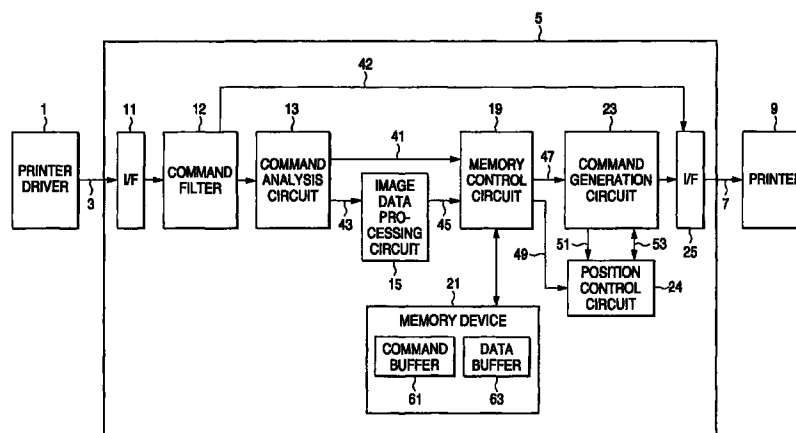 5
42
1
11
12
13
19
23
9
PRINTER
DRIVER
3
I/F
COMMAND
FILTER
COMMAND
ANALYSIS
CIRCUIT
41
43
IMAGE
DATA
PRO-
CESSING
CIRCUIT
15
45
MEMORY
CONTROL
CIRCUIT
47
49
COMMAND
GENERATION
CIRCUIT
I/F
25
7
PRINTER
51
53
POSITION
CONTROL
CIRCUIT
24
21
MEMORY DEVICE
COMMAND
BUFFER
61
DATA
BUFFER
63